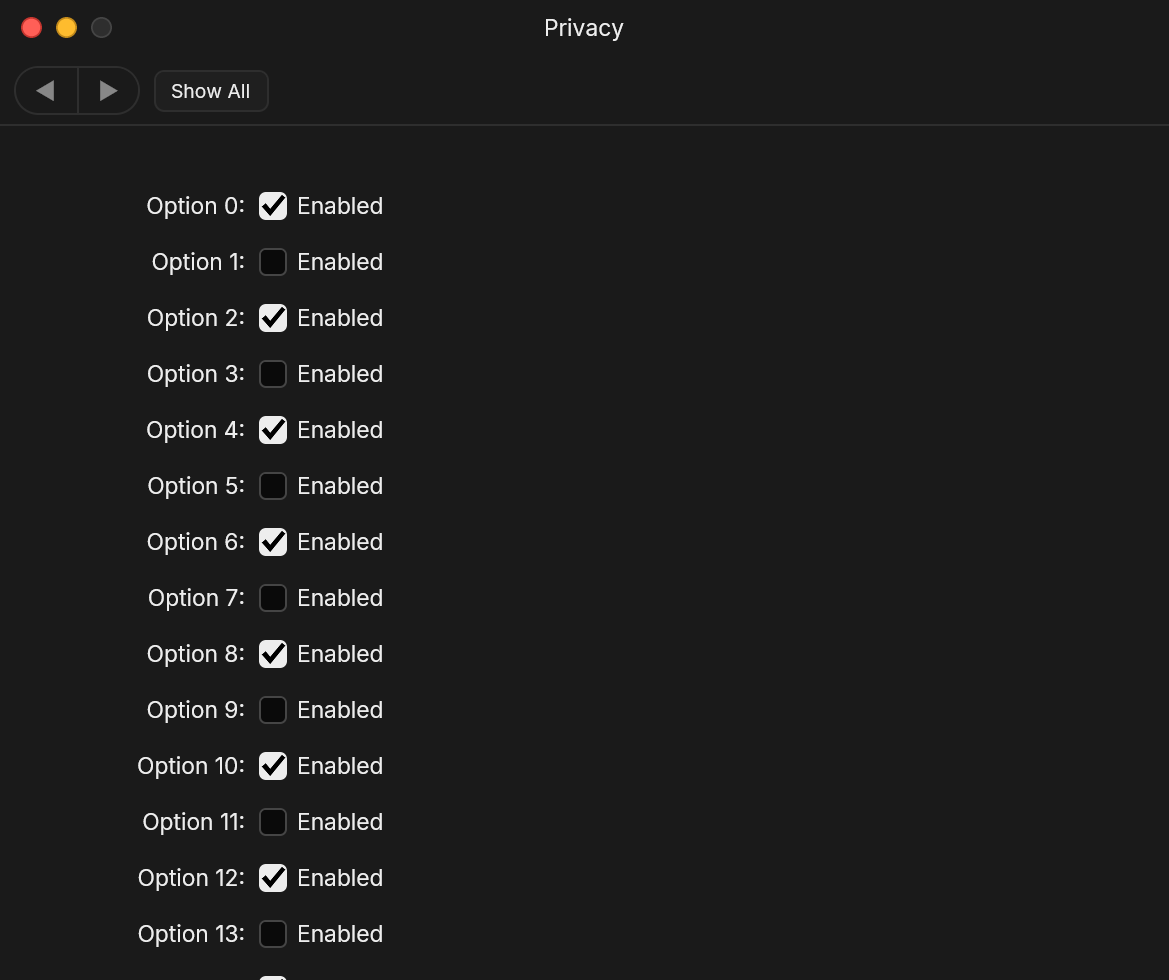 Privacy
Show All
Option 0: Enabled
Option 1: Enabled
Option 2: Enabled
Option 3: Enabled
Option 4: Enabled
Option 5: Enabled
Option 6: Enabled
Option 7: Enabled
Option 8: Enabled
Option 9: Enabled
Option 10: Enabled
Option 11: Enabled
Option 12: Enabled
Option 13: Enabled